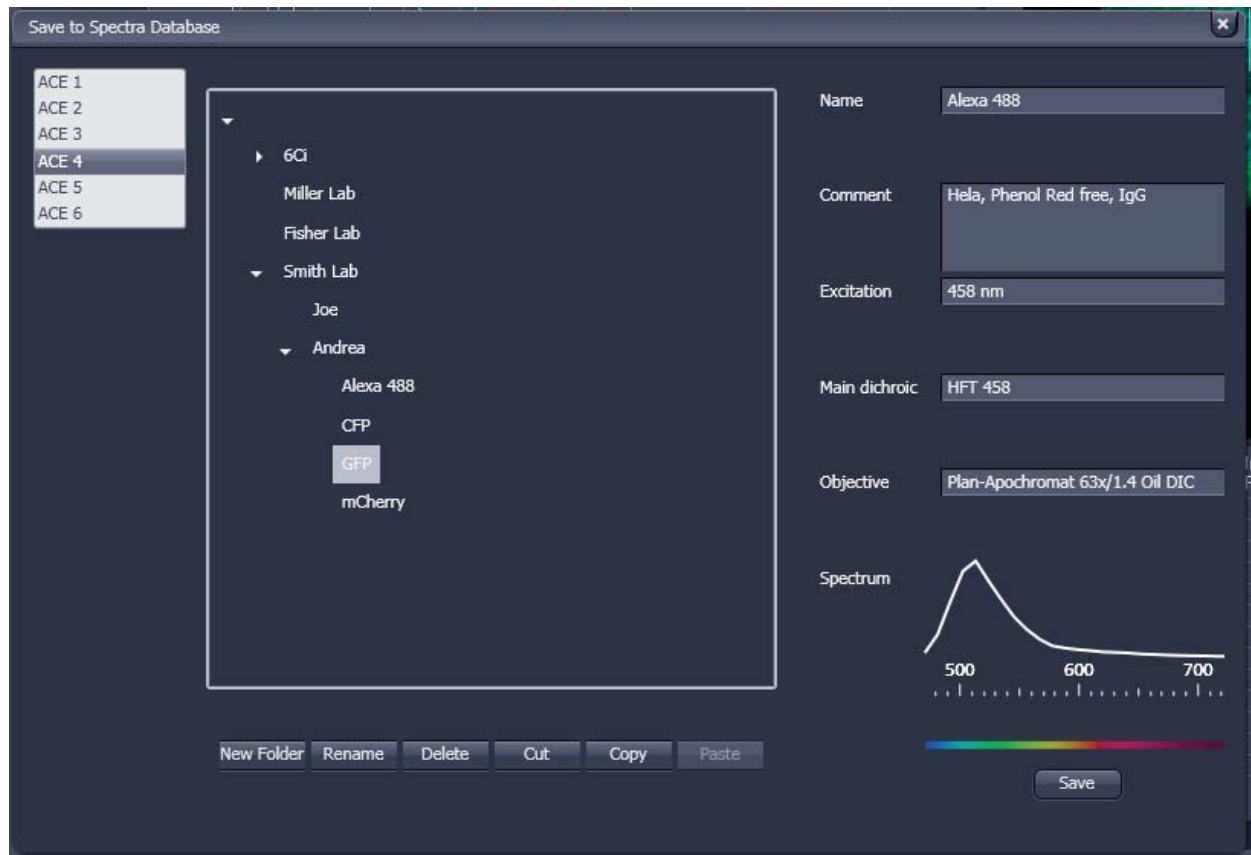 Save to Spectra Database
ACE 1
ACE 2
ACE 3
ACE 4
ACE 5
ACE 6
6Ci
Miller Lab
Fisher Lab
Smith Lab
Joe
Andrea
Alexa 488
CFP
GFP
mCherry
New Folder Rename Delete Cut Copy Paste
Name Alexa 488
Comment Hela, Phenol Red free, IgG
Excitation 458 nm
Main dichroic HFT 458
Objective Plan-Apochromat 63x/1.4 Oil DIC
Spectrum
500 600 700
Save